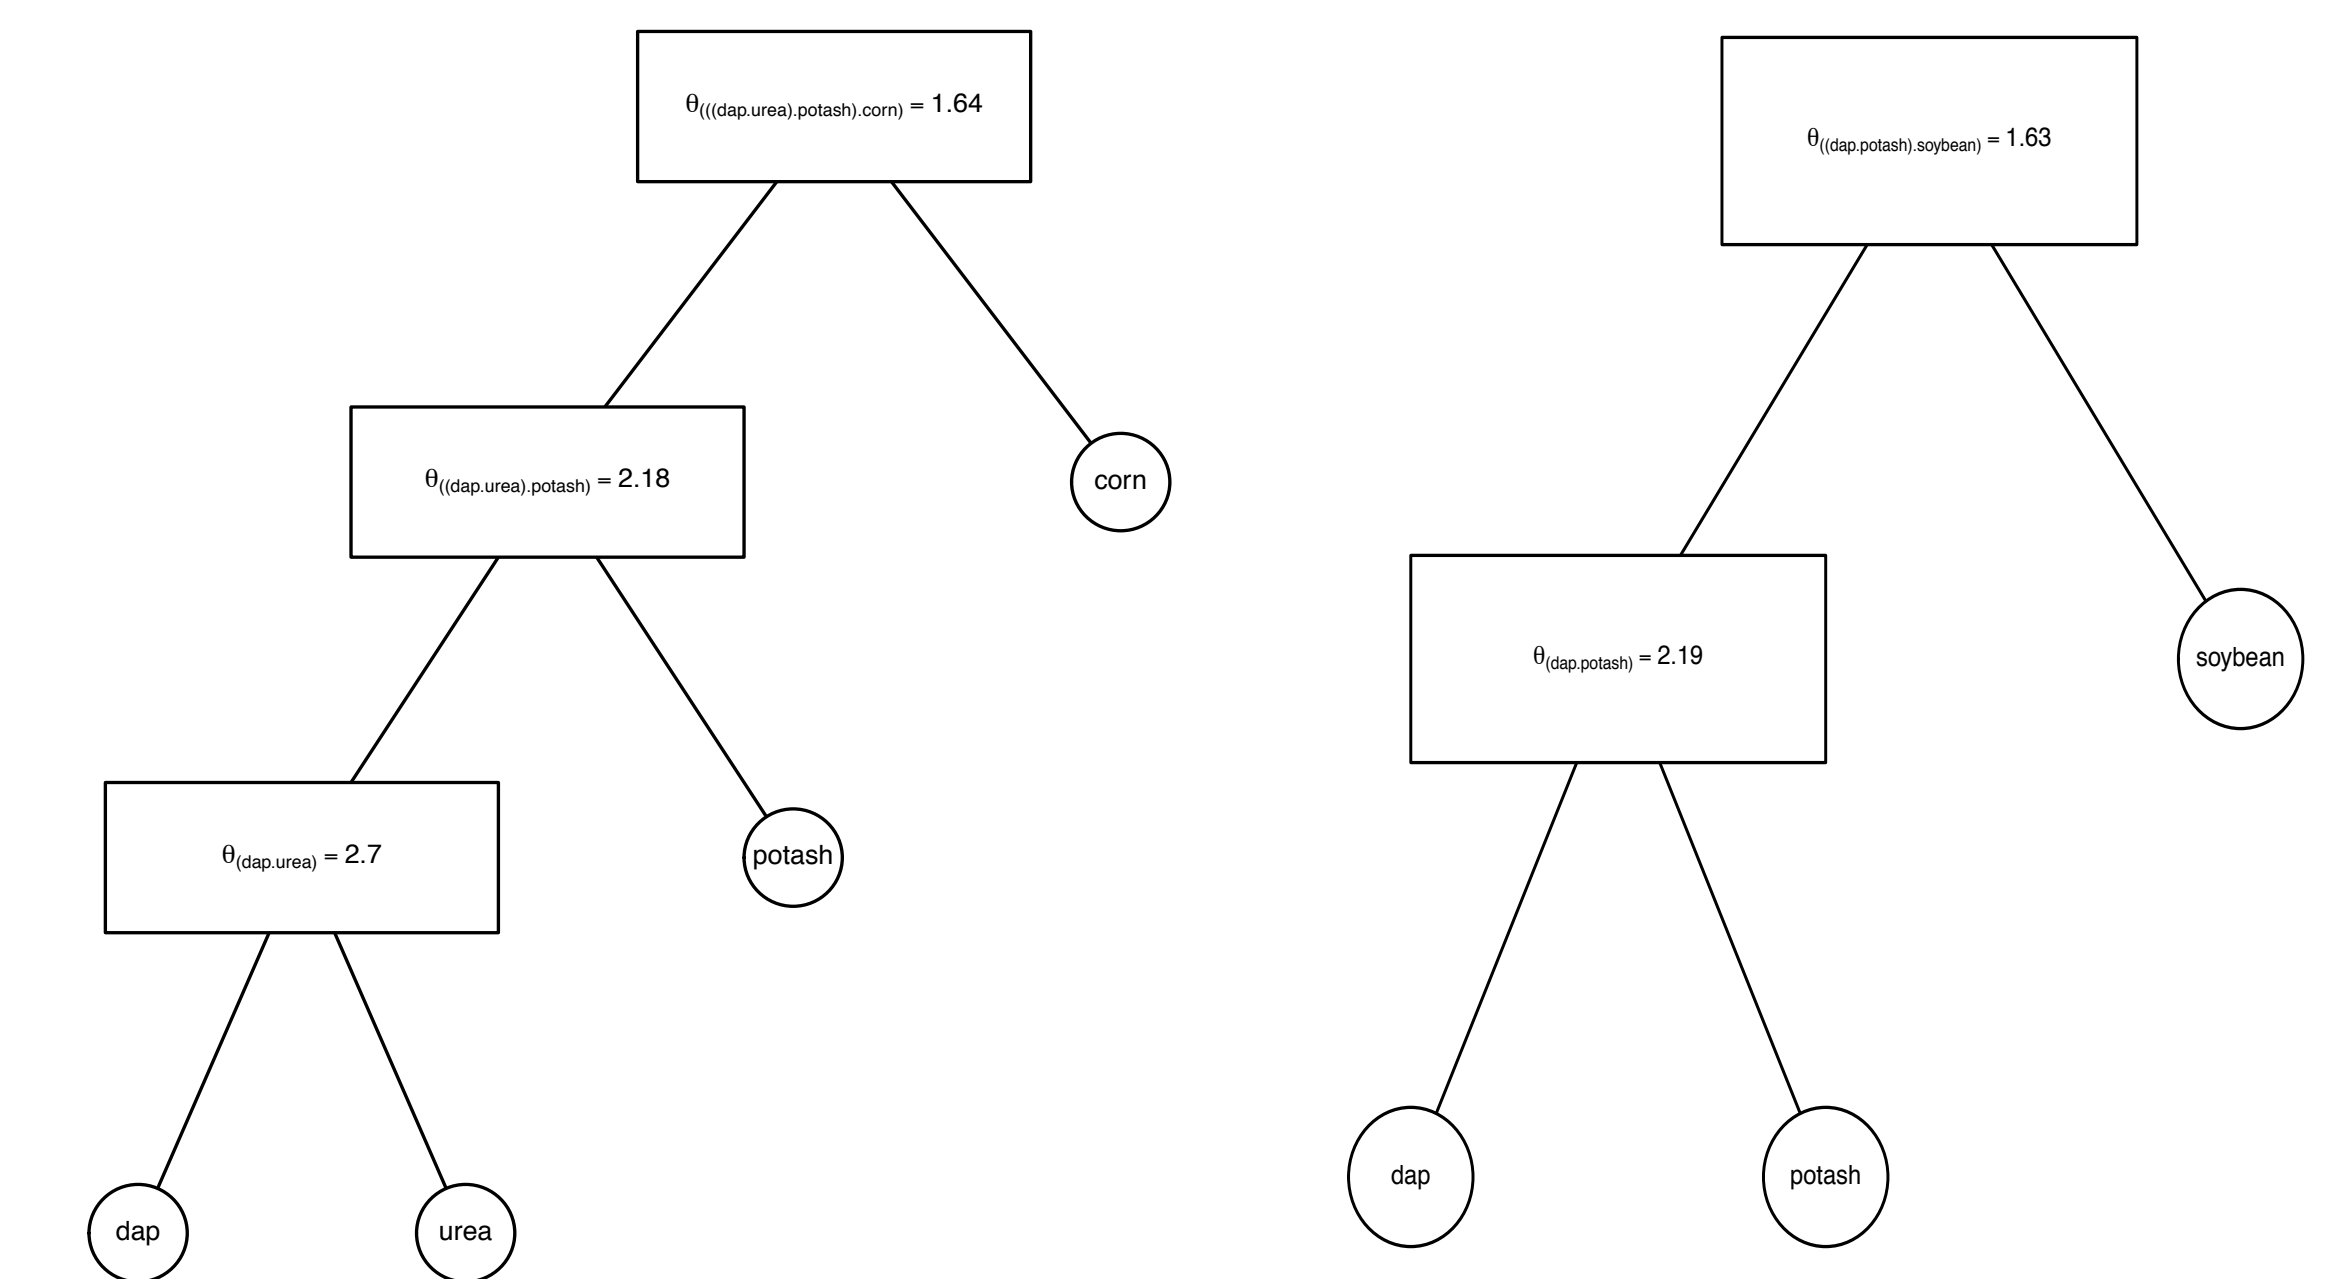 θ(((dap.urea).potash).corn) = 1.64
θ((dap.potash).soybean) = 1.63
θ((dap.urea).potash) = 2.18
corn
θ(dap.potash) = 2.19
soybean
θ(dap.urea) = 2.7
potash
dap
urea
dap
potash